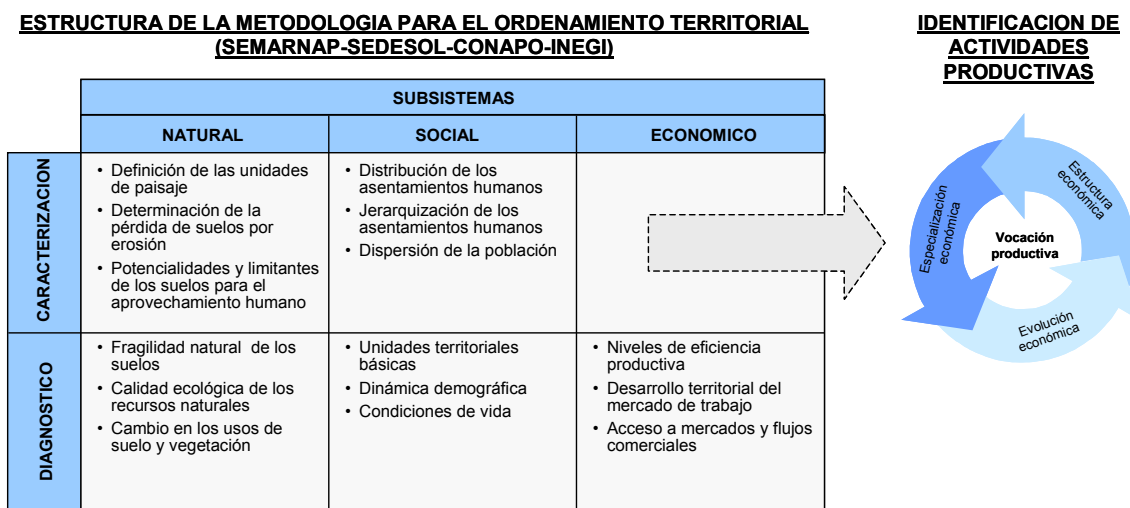 ESTRUCTURA DE LA METODOLOGIA PARA EL ORDENAMIENTO TERRITORIAL
(SEMARNAP-SEDESOL-CONAPO-INEGI)
IDENTIFICACION DE
ACTIVIDADES
PRODUCTIVAS
SUBSISTEMAS
NATURAL
SOCIAL
ECONOMICO
CARACTERIZACION
• Definición de las unidades
de paisaje
• Determinación de la
pérdida de suelos por
erosión
• Potencialidades y limitantes
de los suelos para el
aprovechamiento humano
• Distribución de los
asentamientos humanos
• Jerarquización de los
asentamientos humanos
• Dispersión de la población
DIAGNOSTICO
• Fragilidad natural de los
suelos
• Calidad ecológica de los
recursos naturales
• Cambio en los usos de
suelo y vegetación
• Unidades territoriales
básicas
• Dinámica demográfica
• Condiciones de vida
• Niveles de eficiencia
productiva
• Desarrollo territorial del
mercado de trabajo
• Acceso a mercados y flujos
comerciales
Especialización
económica
Estructura
económica
Vocación
productiva
Evolución
económica